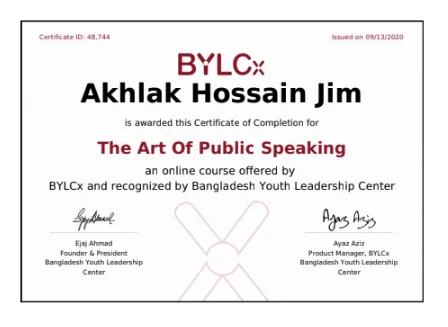 Certificate ID: 48,744
Issued on 09/13/2020
BYLCx
Akhlak Hossain Jim
is awarded this Certificate of Completion for
The Art Of Public Speaking
an online course offered by
BYLCx and recognized by Bangladesh Youth Leadership Center
Ejaj Ahmad
Ayaz Aziz
Ejaj Ahmad
Founder & President
Bangladesh Youth Leadership
Center
Ayaz Aziz
Product Manager, BYLCx
Bangladesh Youth Leadership
Center